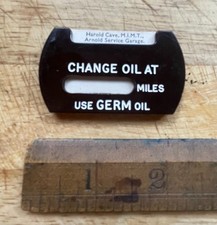 Harold Cave, M.I.M.T.,
Arnold Service Garage.
CHANGE OIL AT
MILES
USE GERM OIL
1
2